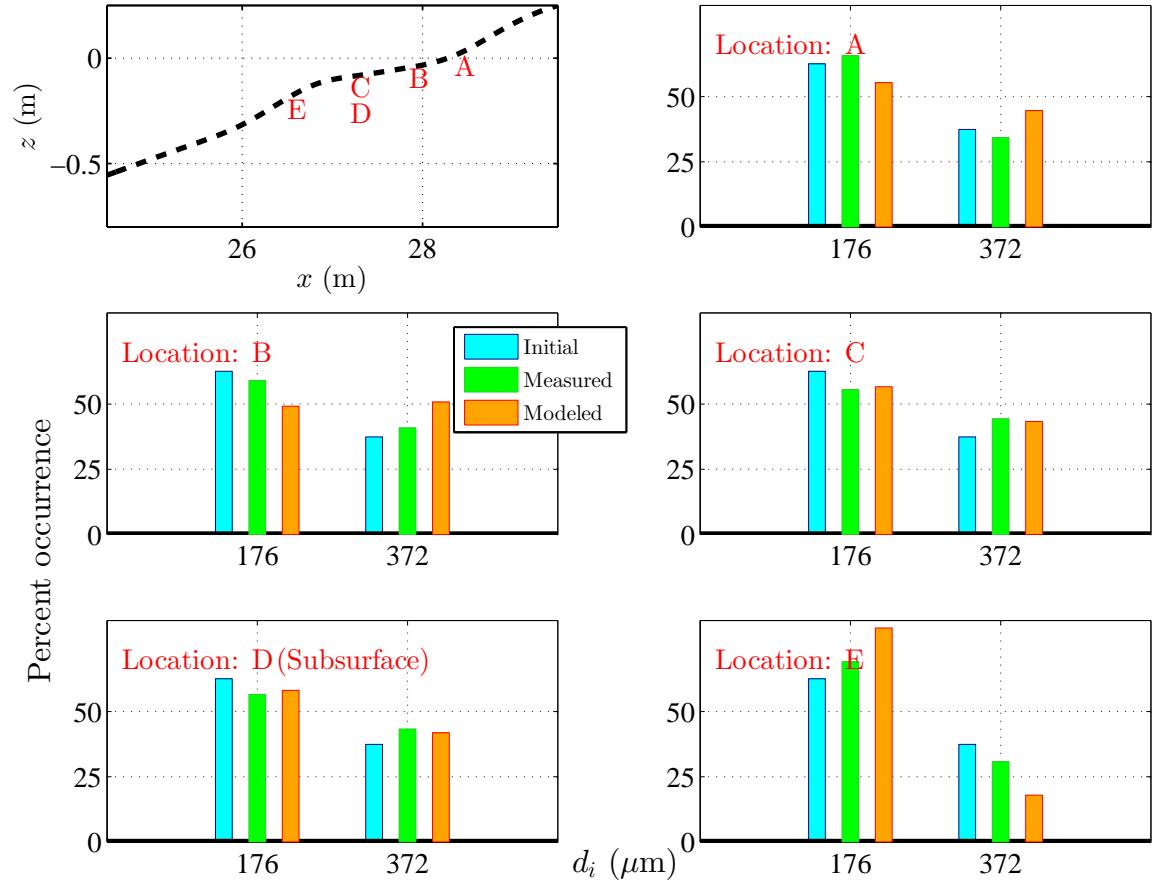 0
−0.5
z (m)
A
B
C
D
E
26
28
x (m)
Location: A
50
25
0
176
372
Location: B
50
25
0
176
372
Initial
Measured
Modeled
Location: C
50
25
0
176
372
Percent occurrence
Location: D (Subsurface)
50
25
0
176
372
Location: E
50
25
0
176
372
d_i (μm)